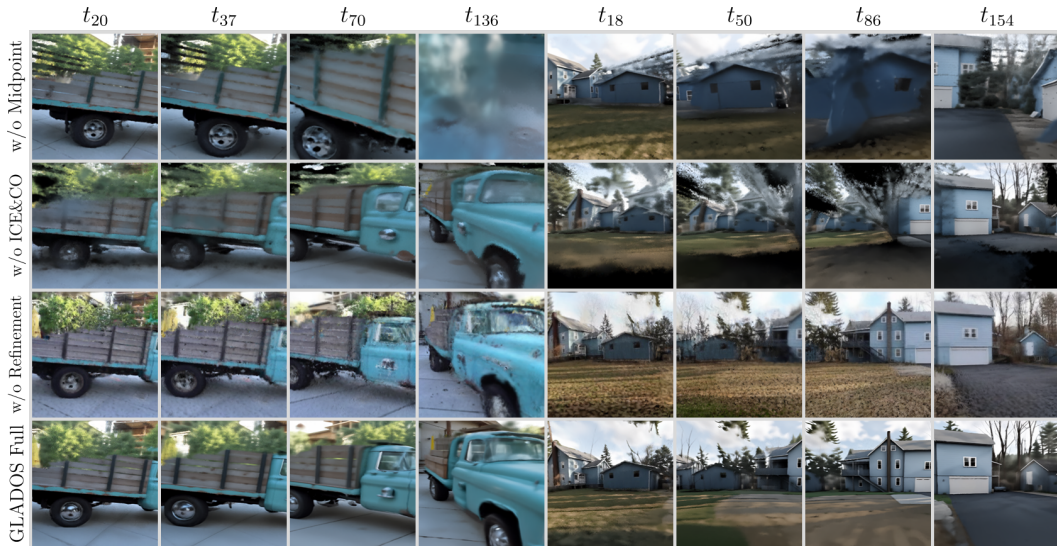 t₂₀ t₃₇ t₇₀ t₁₃₆ t₁₈ t₅₀ t₈₆ t₁₅₄
w/o Midpoint
w/o ICE&CO
w/o Refinement
GLADOS Full